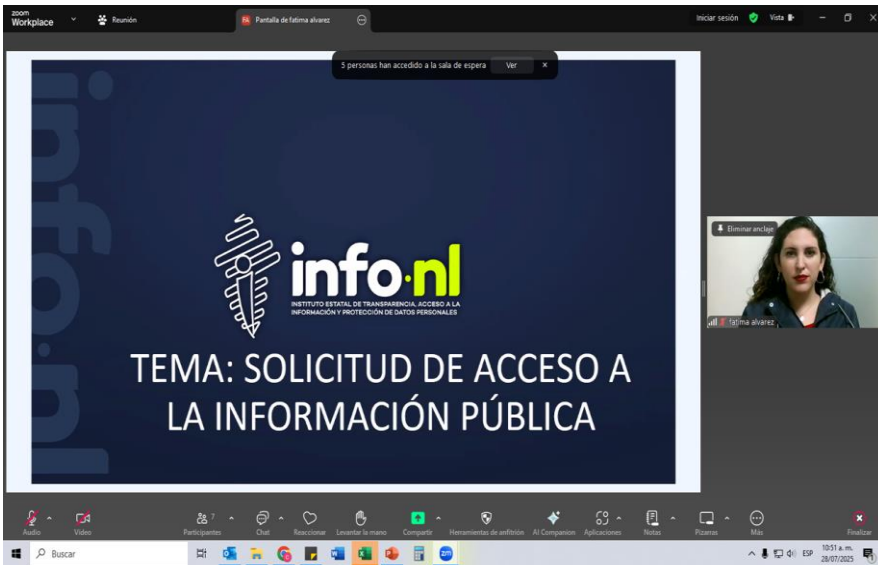 zoom
Workplace
Reunión
FA Pantalla de fatima alvarez
Iniciar sesión
Vista
5 personas han accedido a la sala de espera Ver
info·nl
info·nl
INSTITUTO ESTATAL DE TRANSPARENCIA, ACCESO A LA
INFORMACIÓN Y PROTECCIÓN DE DATOS PERSONALES
TEMA: SOLICITUD DE ACCESO A
LA INFORMACIÓN PÚBLICA
Eliminar anclaje
fatima alvarez
Audio
Vídeo
Participantes 7
Chat
Reaccionar
Levantar la mano
Compartir
Herramientas de anfitrión
AI Companion
Aplicaciones
Notas
Pizarras
Más
Finalizar
Buscar
ESP
10:51 a. m.
28/07/2025